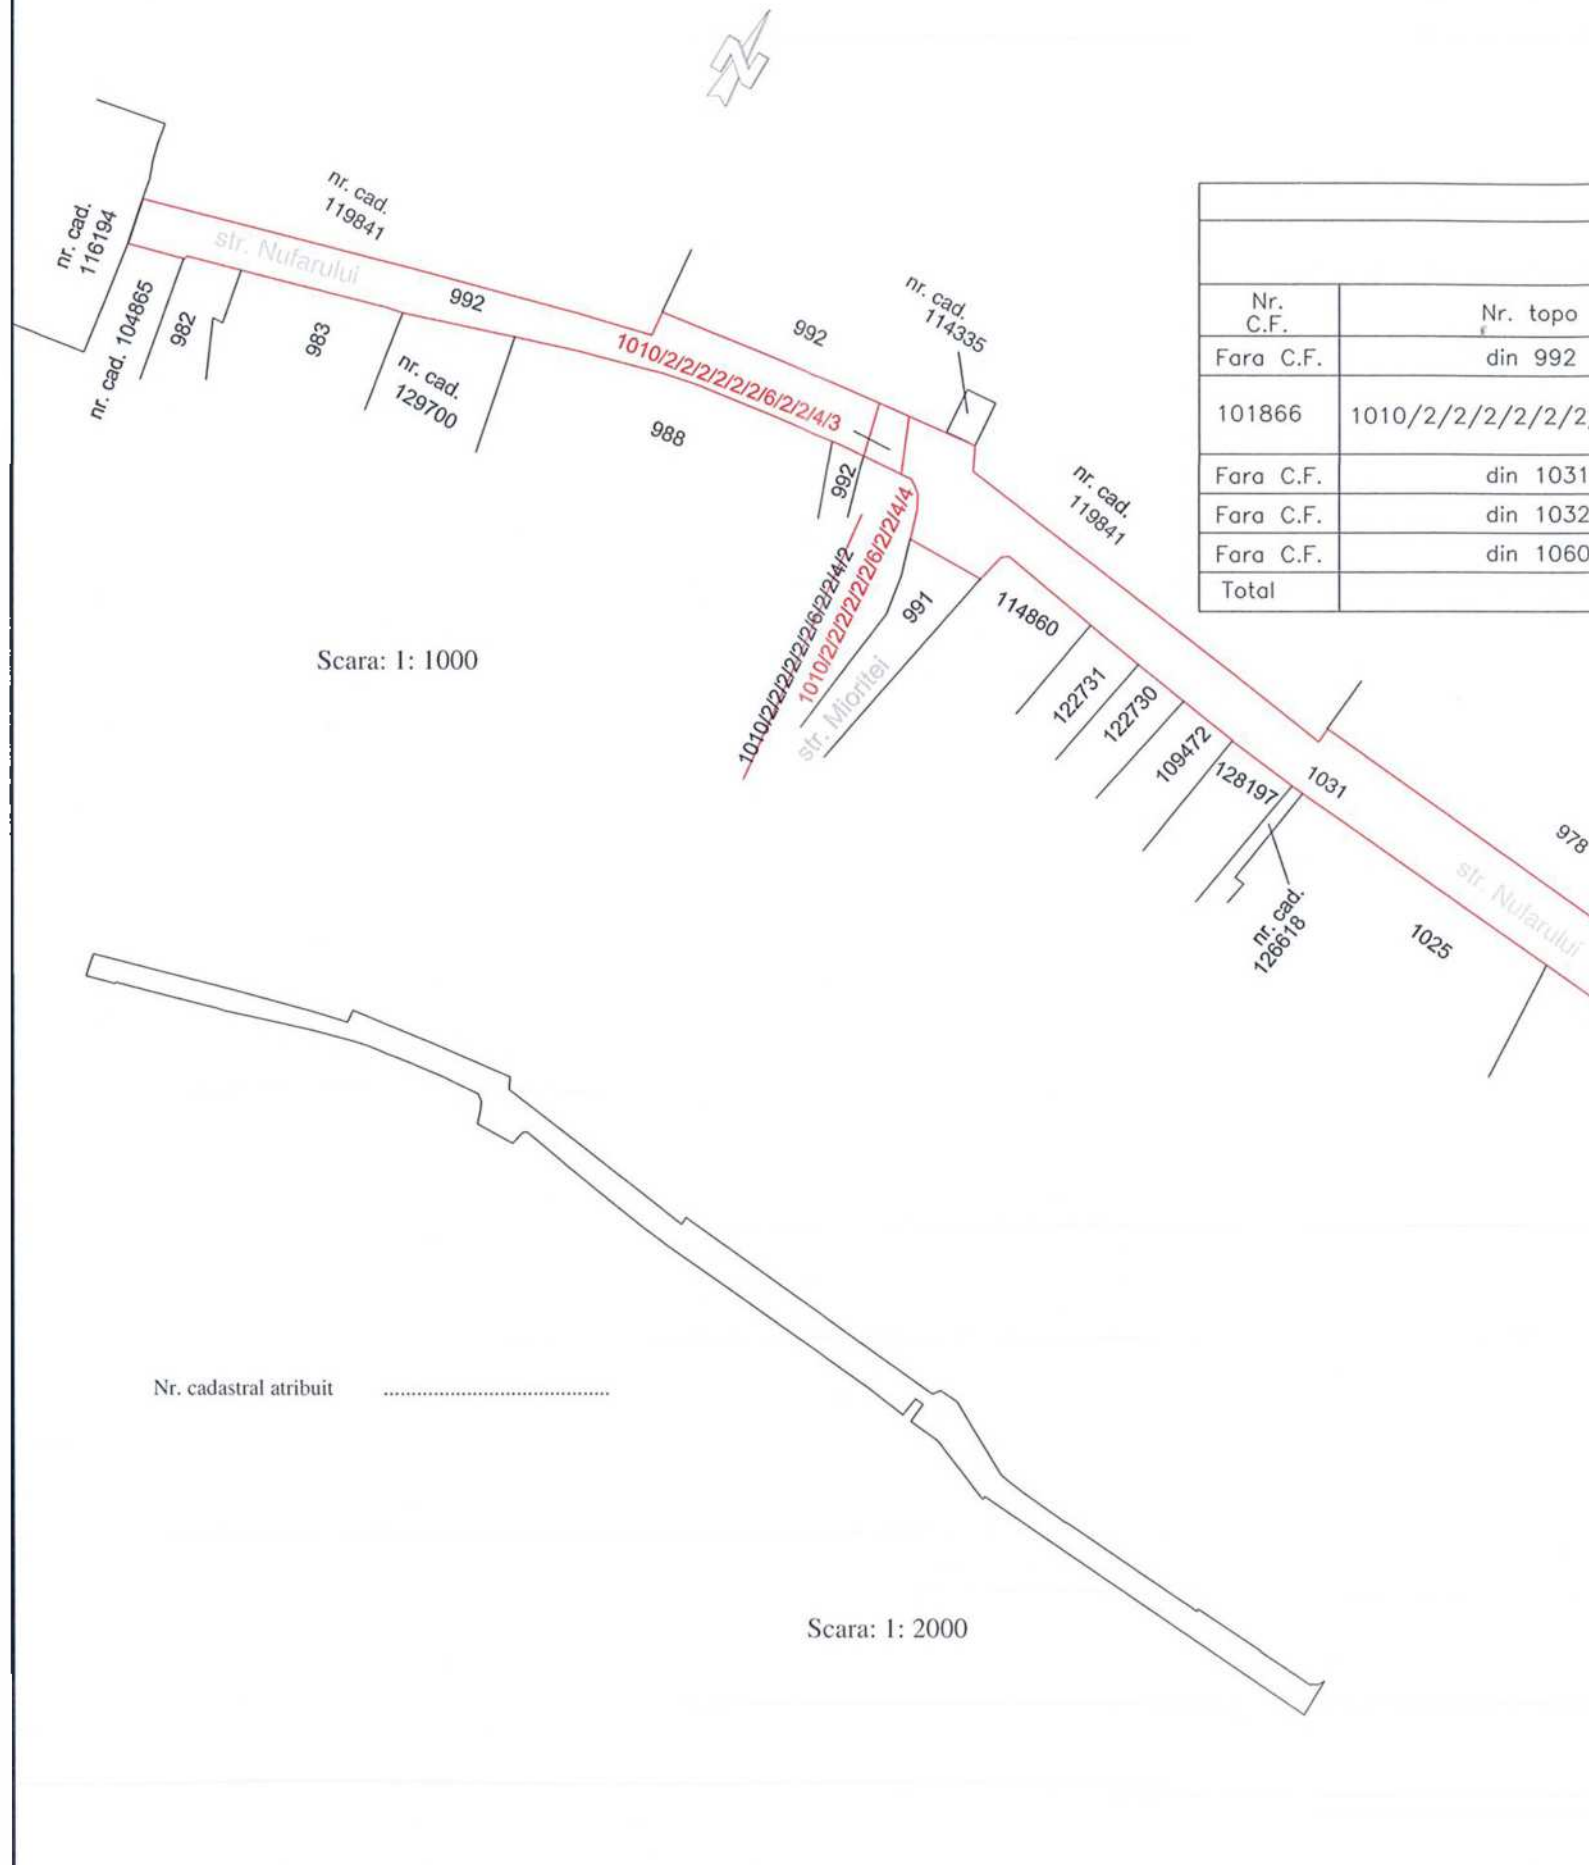 N
nr. cad.
116194
nr. cad.
119841
str. Nufarului
992
nr. cad. 104865
982
983
nr. cad.
129700
988
992
1010/2/2/2/2/2/2/6/2/2/4/3
nr. cad.
114335
992
1010/2/2/2/2/2/2/6/2/2/4/2
1010/2/2/2/2/2/2/6/2/2/4/4
991
str. Mioritei
nr. cad.
119841
114860
122731
122730
109472
128197
1031
nr. cad.
126618
978
str. Nufarului
1025
Nr.
C.F.
Nr. topo
Fara C.F. din 992
101866 1010/2/2/2/2/2/2/
Fara C.F. din 1031
Fara C.F. din 1032
Fara C.F. din 1060
Total
Scara: 1: 1000
Nr. cadastral atribuit ..........................................
Scara: 1: 2000